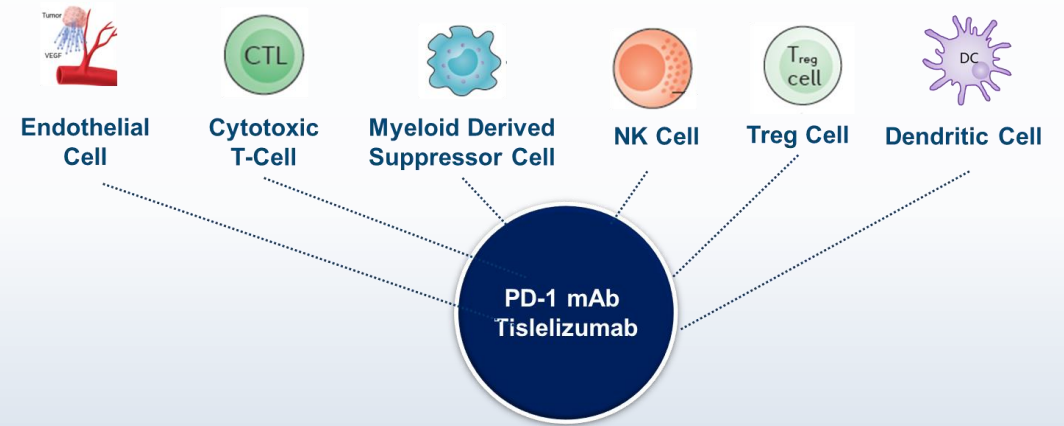 Tumor
VEGF
CTL
Treg
cell
DC
Endothelial
Cell
Cytotoxic
T-Cell
Myeloid Derived
Suppressor Cell
NK Cell
Treg Cell
Dendritic Cell
PD-1 mAb
Tislelizumab